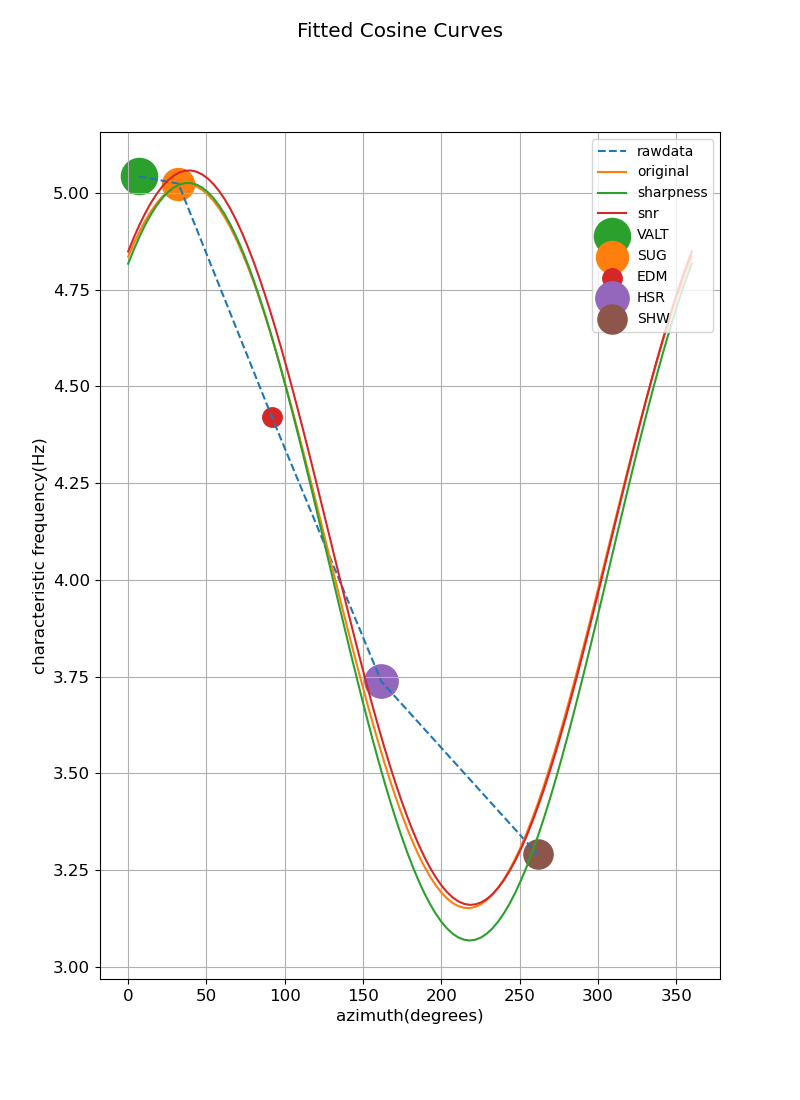 Fitted Cosine Curves
rawdata
original
sharpness
snr
VALT
SUG
EDM
HSR
SHW
characteristic frequency(Hz)
5.00
4.75
4.50
4.25
4.00
3.75
3.50
3.25
3.00
0 50 100 150 200 250 300 350
azimuth(degrees)